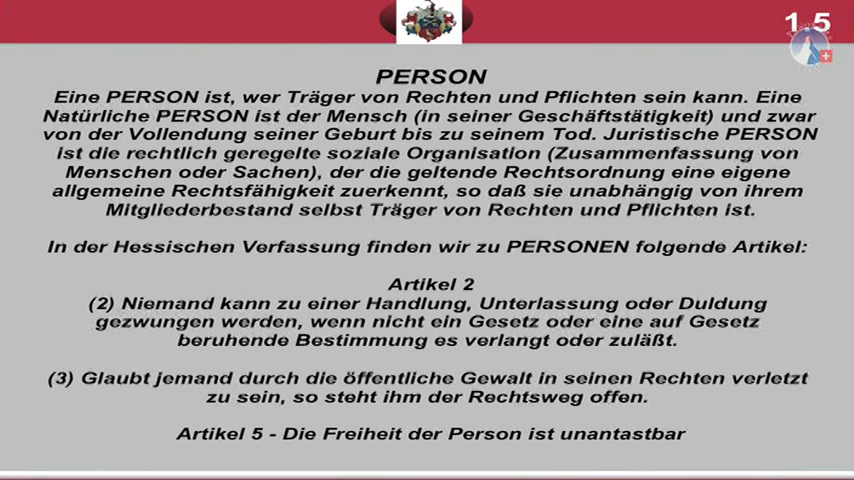 1 5
PERSON
Eine PERSON ist, wer Träger von Rechten und Pflichten sein kann. Eine
Natürliche PERSON ist der Mensch (in seiner Geschäftstätigkeit) und zwar
von der Vollendung seiner Geburt bis zu seinem Tod. Juristische PERSON
ist die rechtlich geregelte soziale Organisation (Zusammenfassung von
Menschen oder Sachen), der die geltende Rechtsordnung eine eigene
allgemeine Rechtsfähigkeit zuerkennt, so daß sie unabhängig von ihrem
Mitgliederbestand selbst Träger von Rechten und Pflichten ist.
In der Hessischen Verfassung finden wir zu PERSONEN folgende Artikel:
Artikel 2
(2) Niemand kann zu einer Handlung, Unterlassung oder Duldung
gezwungen werden, wenn nicht ein Gesetz oder eine auf Gesetz
beruhende Bestimmung es verlangt oder zuläßt.
(3) Glaubt jemand durch die öffentliche Gewalt in seinen Rechten verletzt
zu sein, so steht ihm der Rechtsweg offen.
Artikel 5 - Die Freiheit der Person ist unantastbar